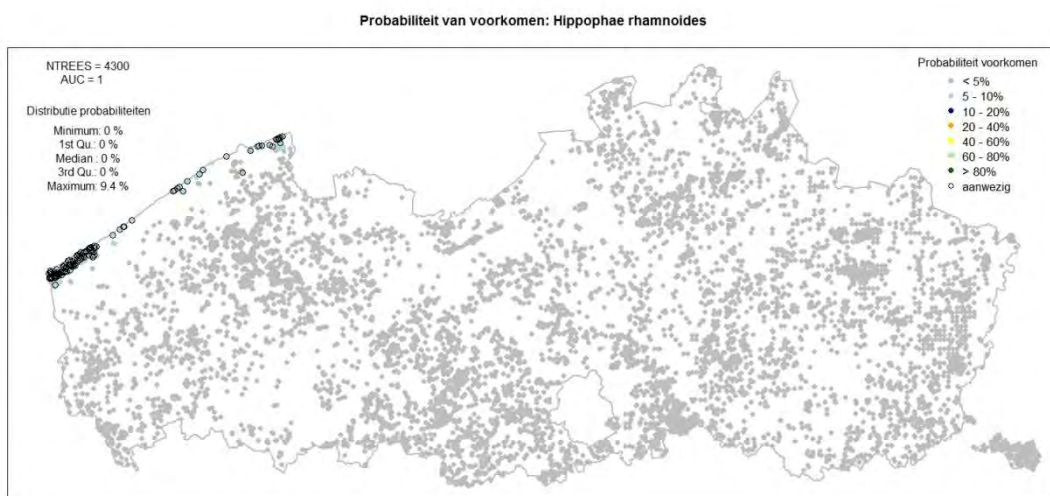 Probabiliteit van voorkomen: Hippophae rhamnoides
NTREES = 4300
AUC = 1
Distributie probabiliteiten
Minimum: 0 %
1st Qu.: 0 %
Median : 0 %
3rd Qu.: 0 %
Maximum: 9.4 %
Probabiliteit voorkomen
< 5%
5 - 10%
10 - 20%
20 - 40%
40 - 60%
60 - 80%
> 80%
aanwezig